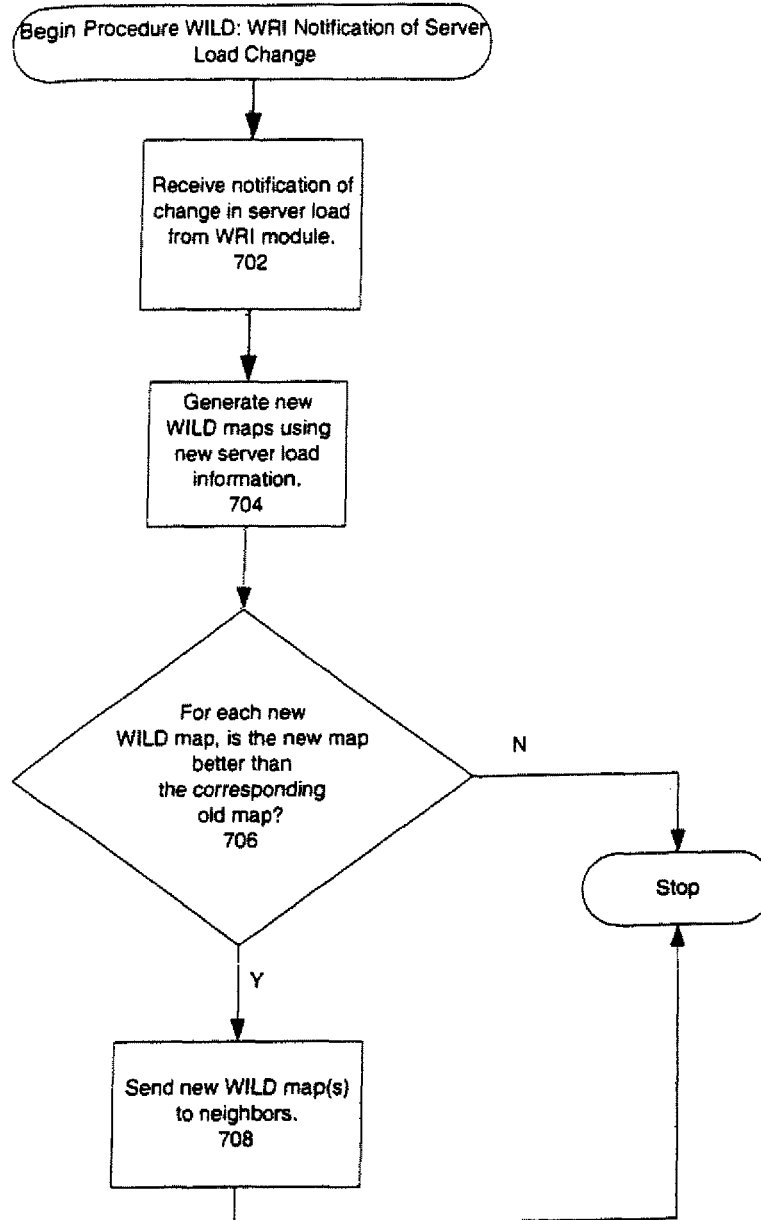 Begin Procedure WILD: WRI Notification of Server
Load Change
Receive notification of
change in server load
from WRI module.
702
Generate new
WILD maps using
new server load
information.
704
For each new
WILD map, is the new map
better than
the corresponding
old map?
706
N
Stop
Y
Send new WILD map(s)
to neighbors.
708